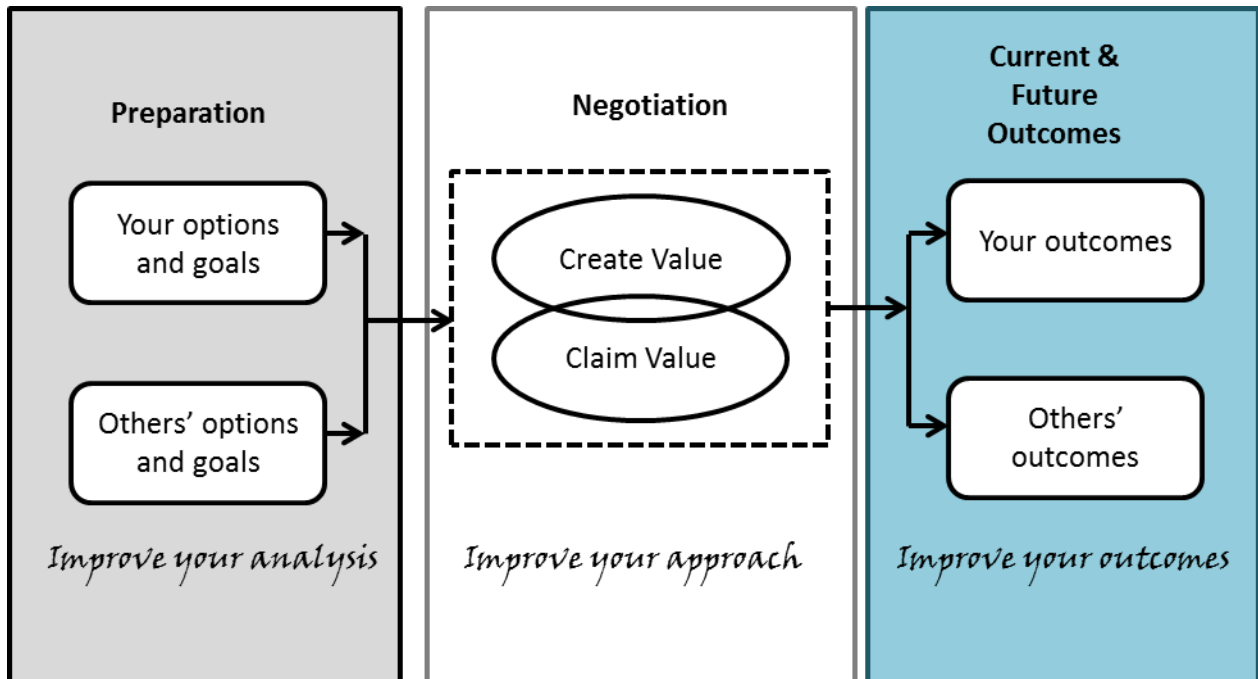 Preparation
Your options
and goals
Others’ options
and goals
Improve your analysis
Negotiation
Create Value
Claim Value
Improve your approach
Current &
Future
Outcomes
Your outcomes
Others’
outcomes
Improve your outcomes